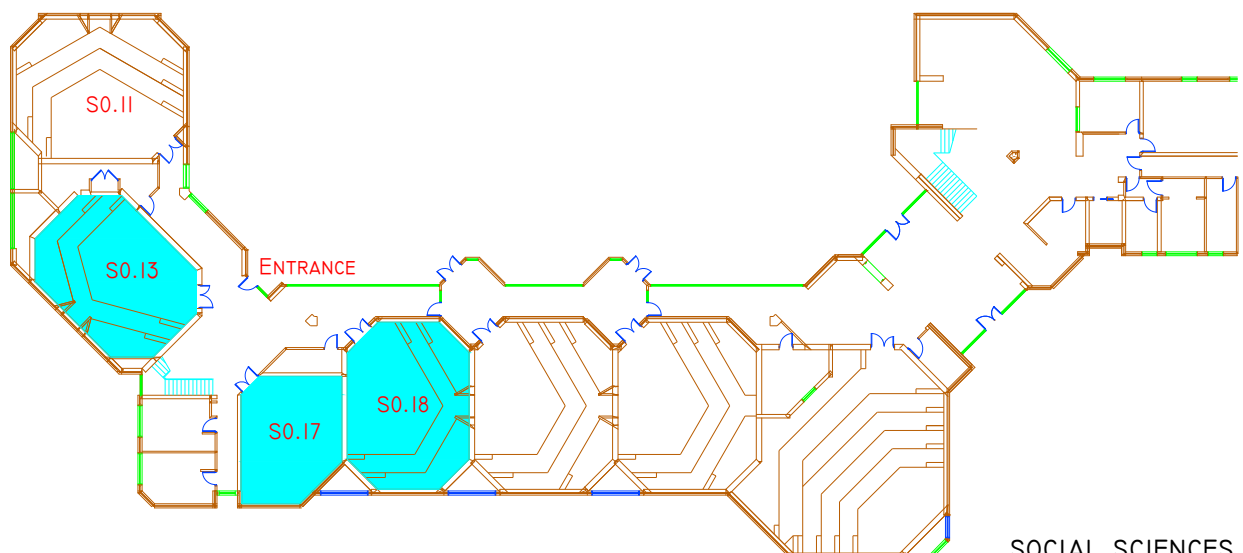 S0.11
S0.13
ENTRANCE
S0.18
S0.17
SOCIAL SCIENCES